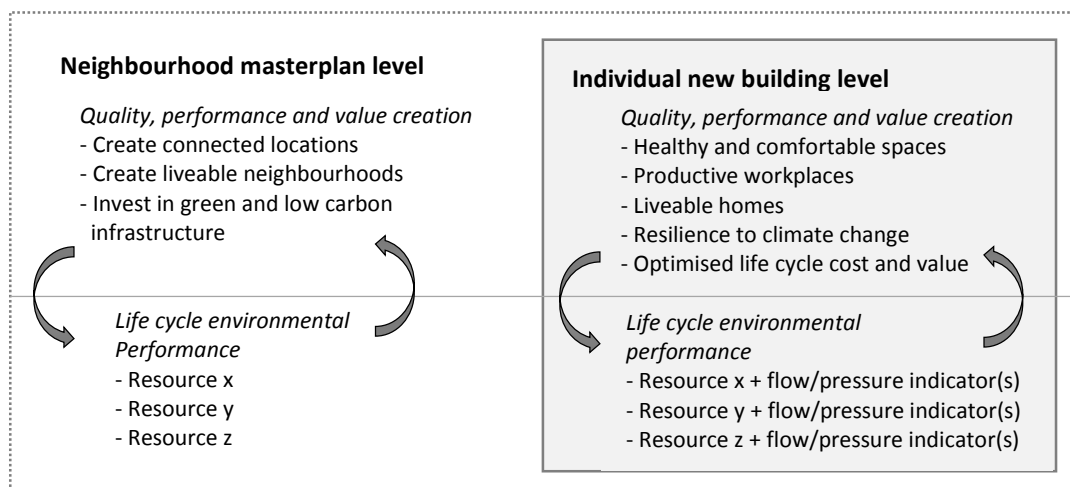 Neighbourhood masterplan level
Quality, performance and value creation
- Create connected locations
- Create liveable neighbourhoods
- Invest in green and low carbon
infrastructure
Life cycle environmental
Performance
- Resource x
- Resource y
- Resource z
Individual new building level
Quality, performance and value creation
- Healthy and comfortable spaces
- Productive workplaces
- Liveable homes
- Resilience to climate change
- Optimised life cycle cost and value
Life cycle environmental
performance
- Resource x + flow/pressure indicator(s)
- Resource y + flow/pressure indicator(s)
- Resource z + flow/pressure indicator(s)